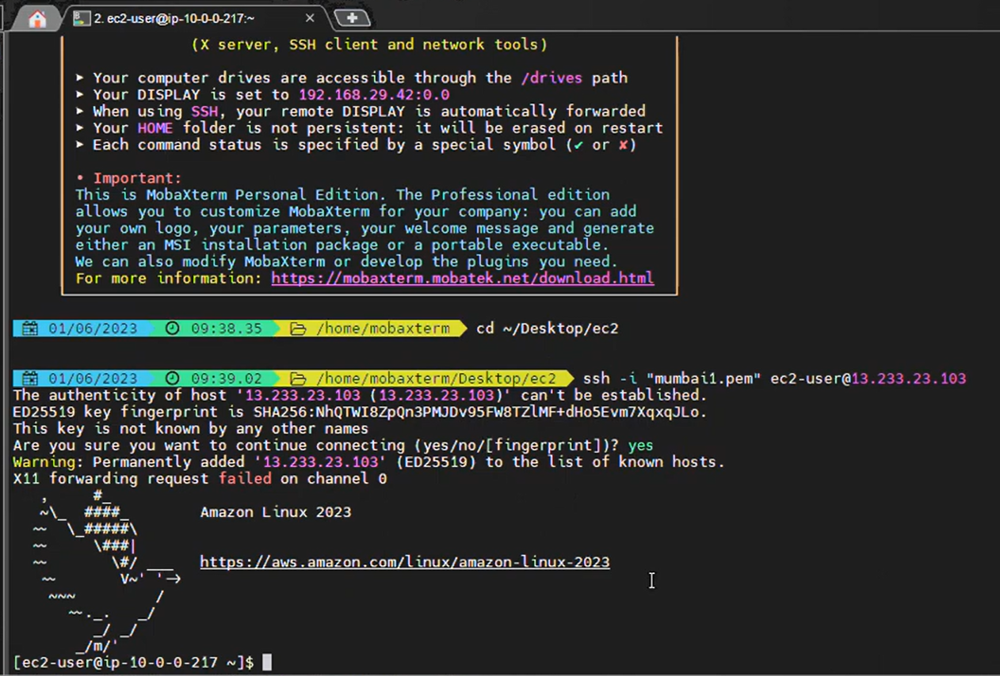 2. ec2-user@ip-10-0-0-217:~
(X server, SSH client and network tools)
➤ Your computer drives are accessible through the /drives path
➤ Your DISPLAY is set to 192.168.29.42:0.0
➤ When using SSH, your remote DISPLAY is automatically forwarded
➤ Your HOME folder is not persistent: it will be erased on restart
➤ Each command status is specified by a special symbol (✔ or ✘)
• Important:
This is MobaXterm Personal Edition. The Professional edition
allows you to customize MobaXterm for your company: you can add
your own logo, your parameters, your welcome message and generate
either an MSI installation package or a portable executable.
We can also modify MobaXterm or develop the plugins you need.
For more information: https://mobaxterm.mobatek.net/download.html
01/06/2023 09:38.35 /home/mobaxterm cd ~/Desktop/ec2
01/06/2023 09:39.02 /home/mobaxterm/Desktop/ec2 ssh -i "mumbai1.pem" ec2-user@13.233.23.103
The authenticity of host '13.233.23.103 (13.233.23.103)' can't be established.
ED25519 key fingerprint is SHA256:NhQTWI8ZpQn3PMJDv95FW8TZlMF+dHo5Evm7XqxqJLo.
This key is not known by any other names
Are you sure you want to continue connecting (yes/no/[fingerprint])? yes
Warning: Permanently added '13.233.23.103' (ED25519) to the list of known hosts.
X11 forwarding request failed on channel 0
Amazon Linux 2023
https://aws.amazon.com/linux/amazon-linux-2023
[ec2-user@ip-10-0-0-217 ~]$